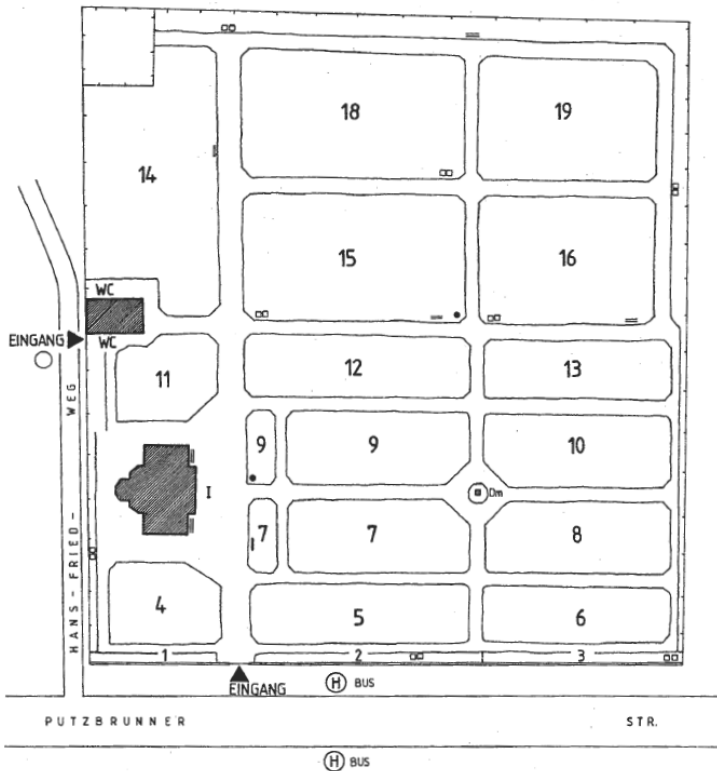 18
19
14
15
16
WC
EINGANG
WC
11
12
13
9
9
10
I
Dm
7
7
8
4
5
6
1
2
3
HANS-FRIED-WEG
EINGANG
H BUS
PUTZBRUNNER STR.
H BUS